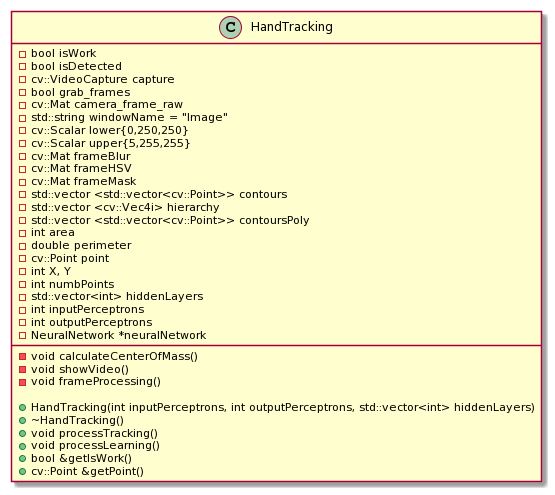 C HandTracking
bool isWork
bool isDetected
cv::VideoCapture capture
bool grab_frames
cv::Mat camera_frame_raw
std::string windowName = "Image"
cv::Scalar lower{0,250,250}
cv::Scalar upper{5,255,255}
cv::Mat frameBlur
cv::Mat frameHSV
cv::Mat frameMask
std::vector <std::vector<cv::Point>> contours
std::vector <cv::Vec4i> hierarchy
std::vector <std::vector<cv::Point>> contoursPoly
int area
double perimeter
cv::Point point
int X, Y
int numbPoints
std::vector<int> hiddenLayers
int inputPerceptrons
int outputPerceptrons
NeuralNetwork *neuralNetwork
void calculateCenterOfMass()
void showVideo()
void frameProcessing()
HandTracking(int inputPerceptrons, int outputPerceptrons, std::vector<int> hiddenLayers)
~HandTracking()
void processTracking()
void processLearning()
bool &getIsWork()
cv::Point &getPoint()